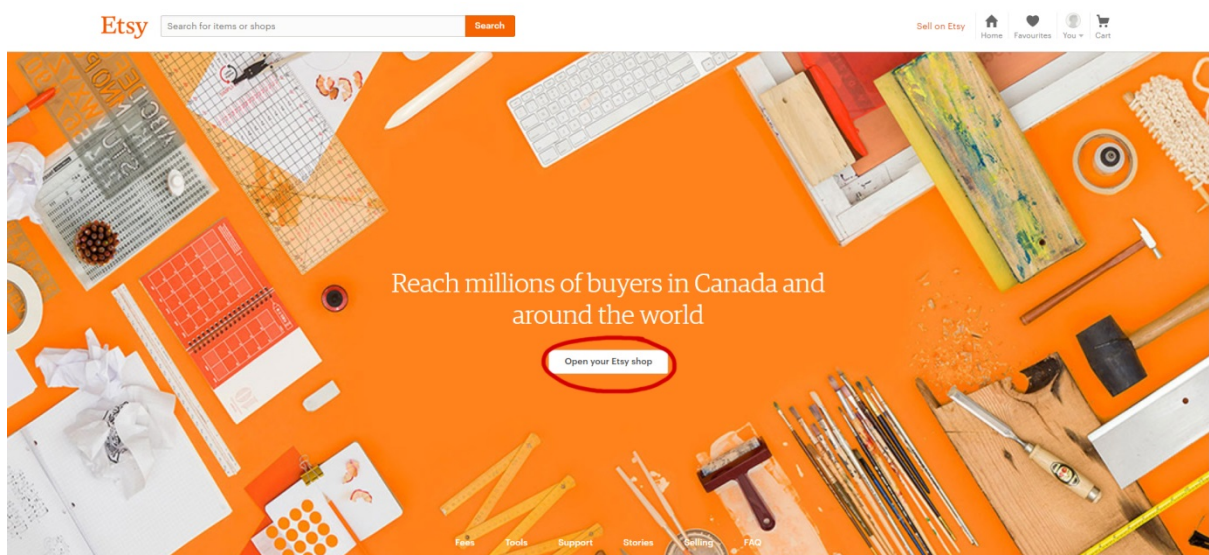 Etsy
Search for items or shops
Search
Sell on Etsy
Home
Favourites
You
Cart
Reach millions of buyers in Canada and
around the world
Open your Etsy shop
Fees
Tools
Support
Stories
Selling
FAQ